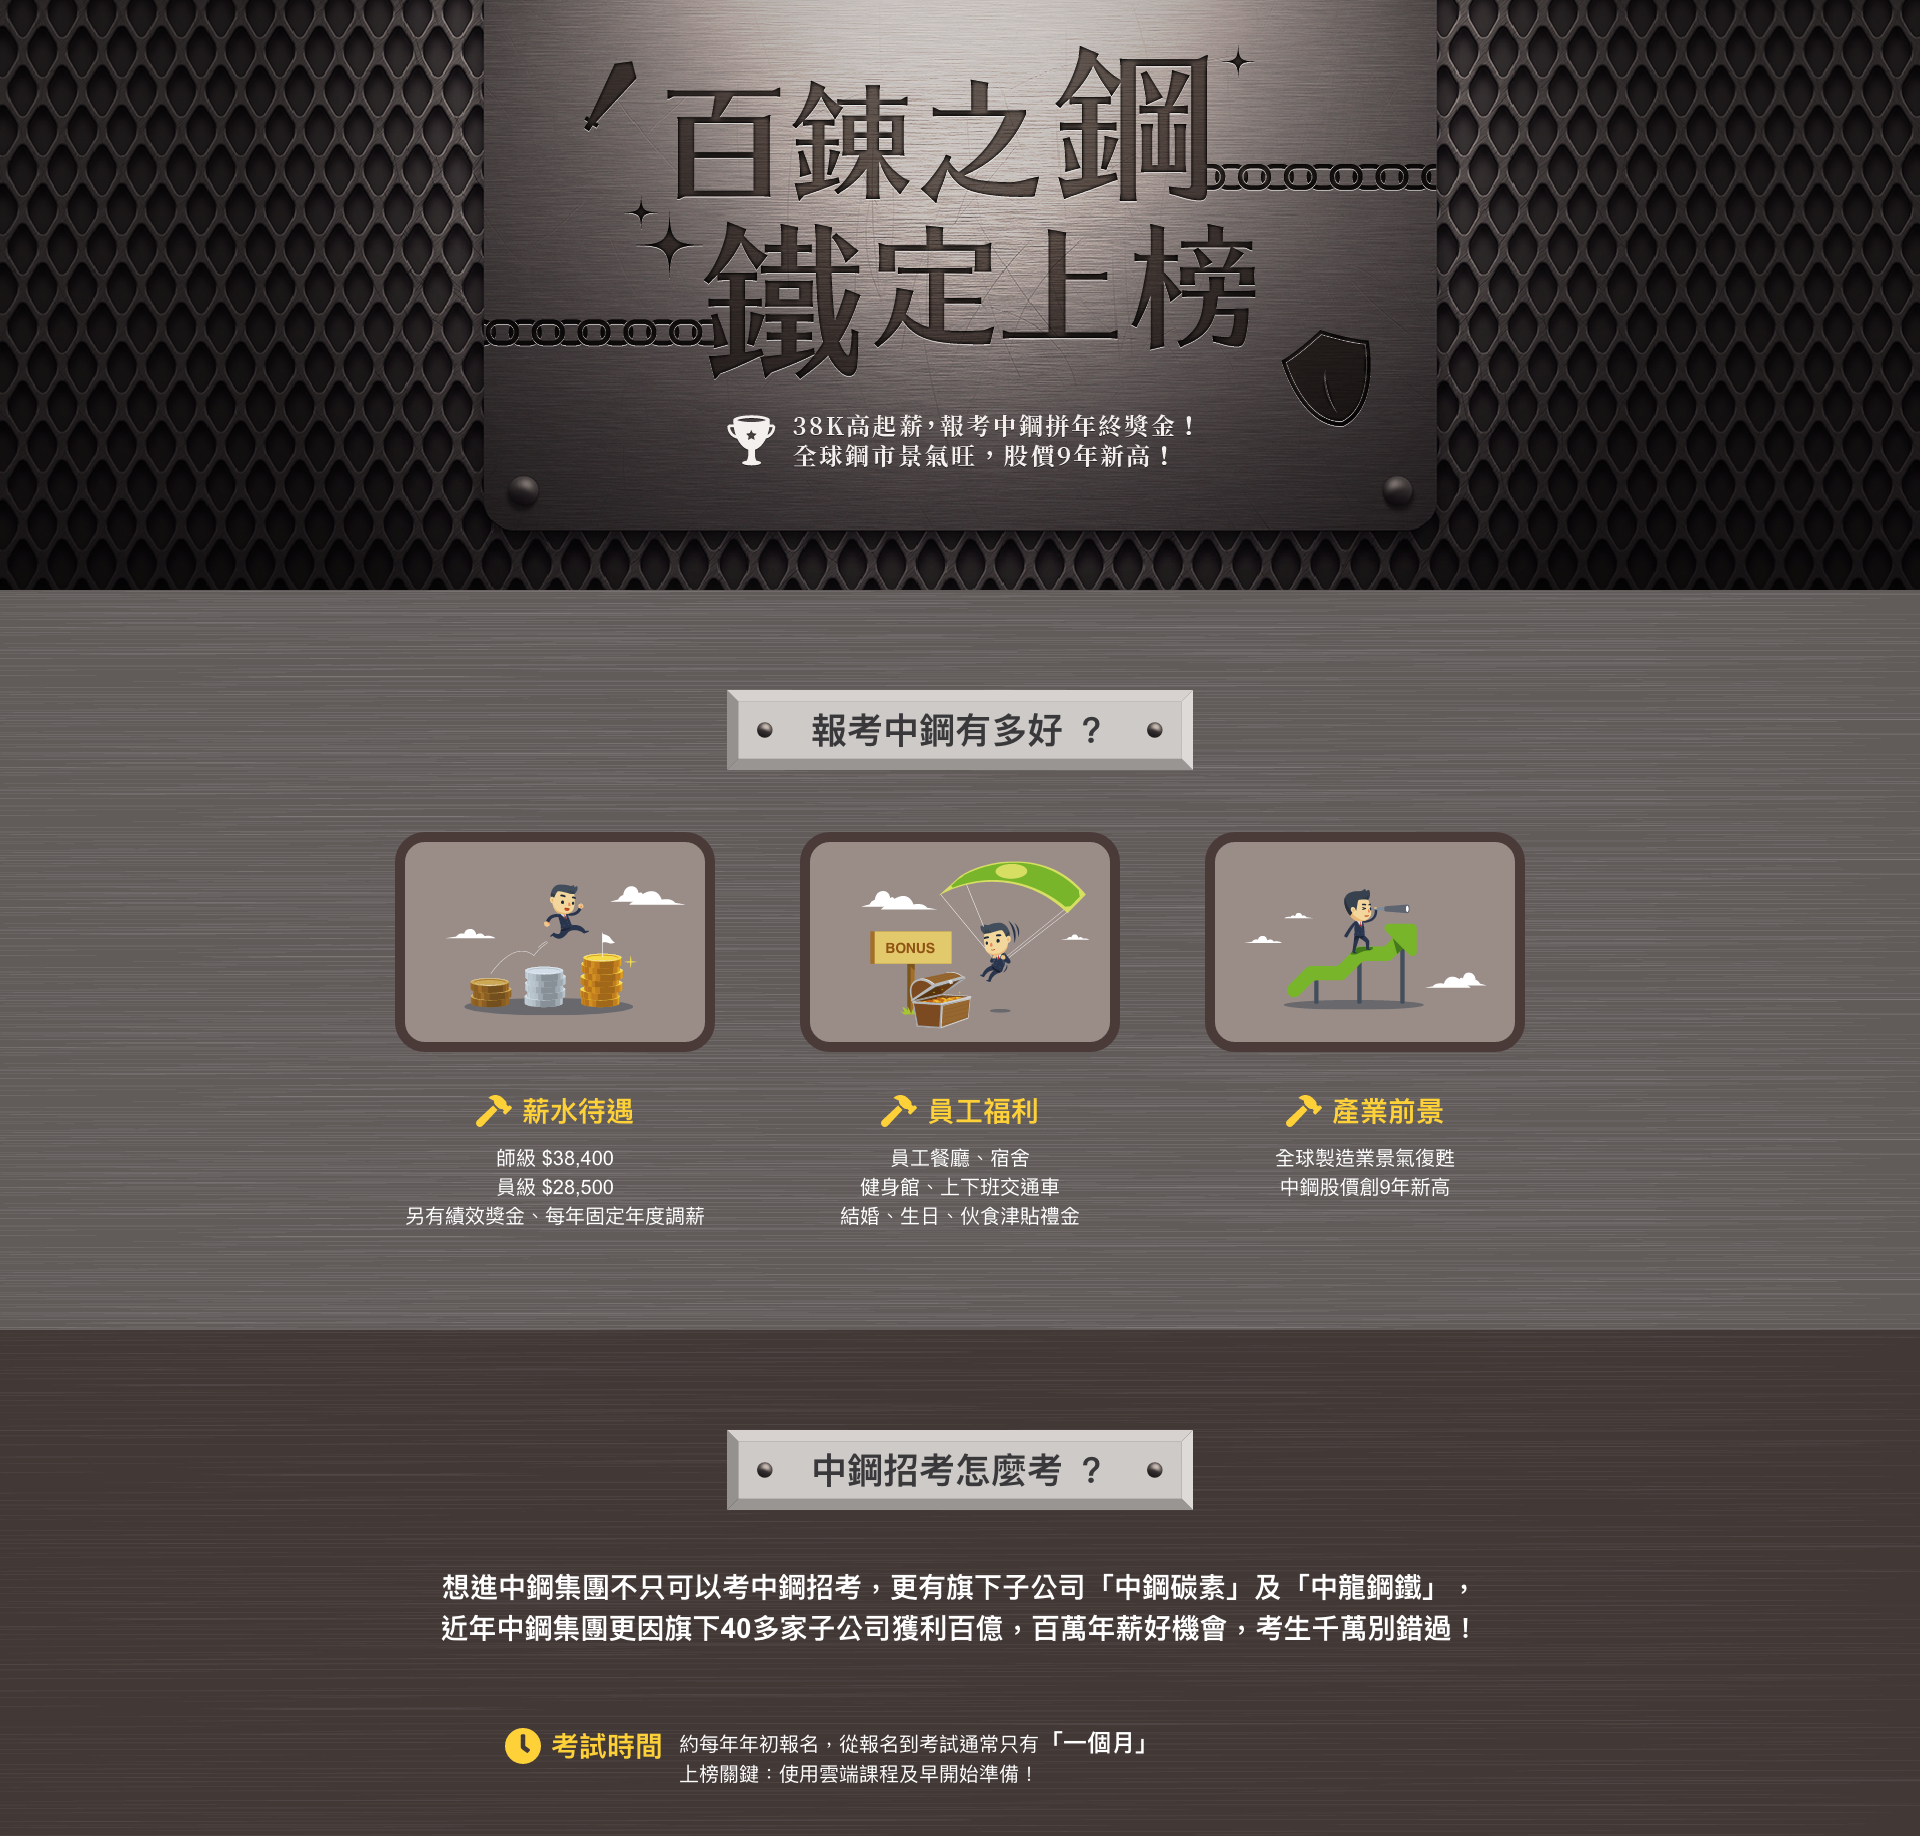 百鍊之鋼
鐵定上榜
38K高起薪,報考中鋼拼年終獎金！
全球鋼市景氣旺，股價9年新高！
報考中鋼有多好 ？
BONUS
薪水待遇
師級 $38,400
員級 $28,500
另有績效獎金、每年固定年度調薪
員工福利
員工餐廳、宿舍
健身館、上下班交通車
結婚、生日、伙食津貼禮金
產業前景
全球製造業景氣復甦
中鋼股價創9年新高
中鋼招考怎麼考 ？
想進中鋼集團不只可以考中鋼招考，更有旗下子公司「中鋼碳素」及「中龍鋼鐵」，
近年中鋼集團更因旗下40多家子公司獲利百億，百萬年薪好機會，考生千萬別錯過！
考試時間
約每年年初報名，從報名到考試通常只有「一個月」
上榜關鍵：使用雲端課程及早開始準備！